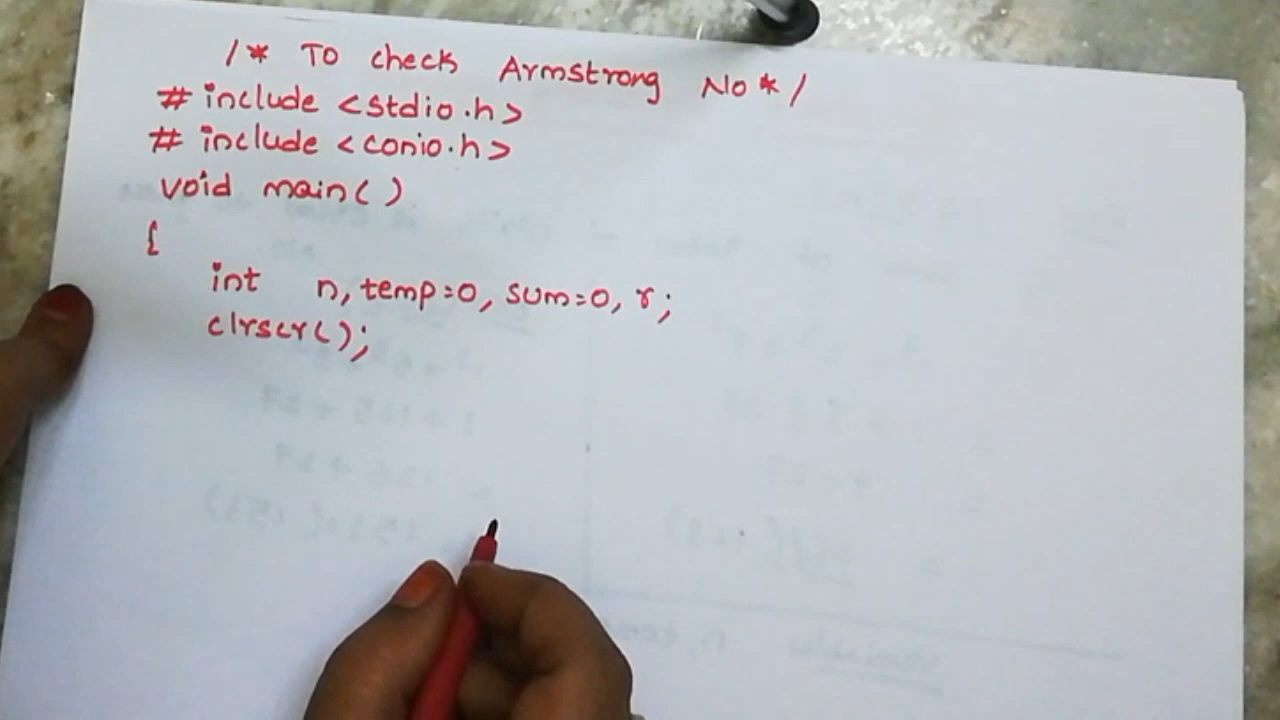 /* To check Armstrong No */
# include <stdio.h>
# include <conio.h>
void main()
{
int n, temp=0, sum=0, r;
clrscr();